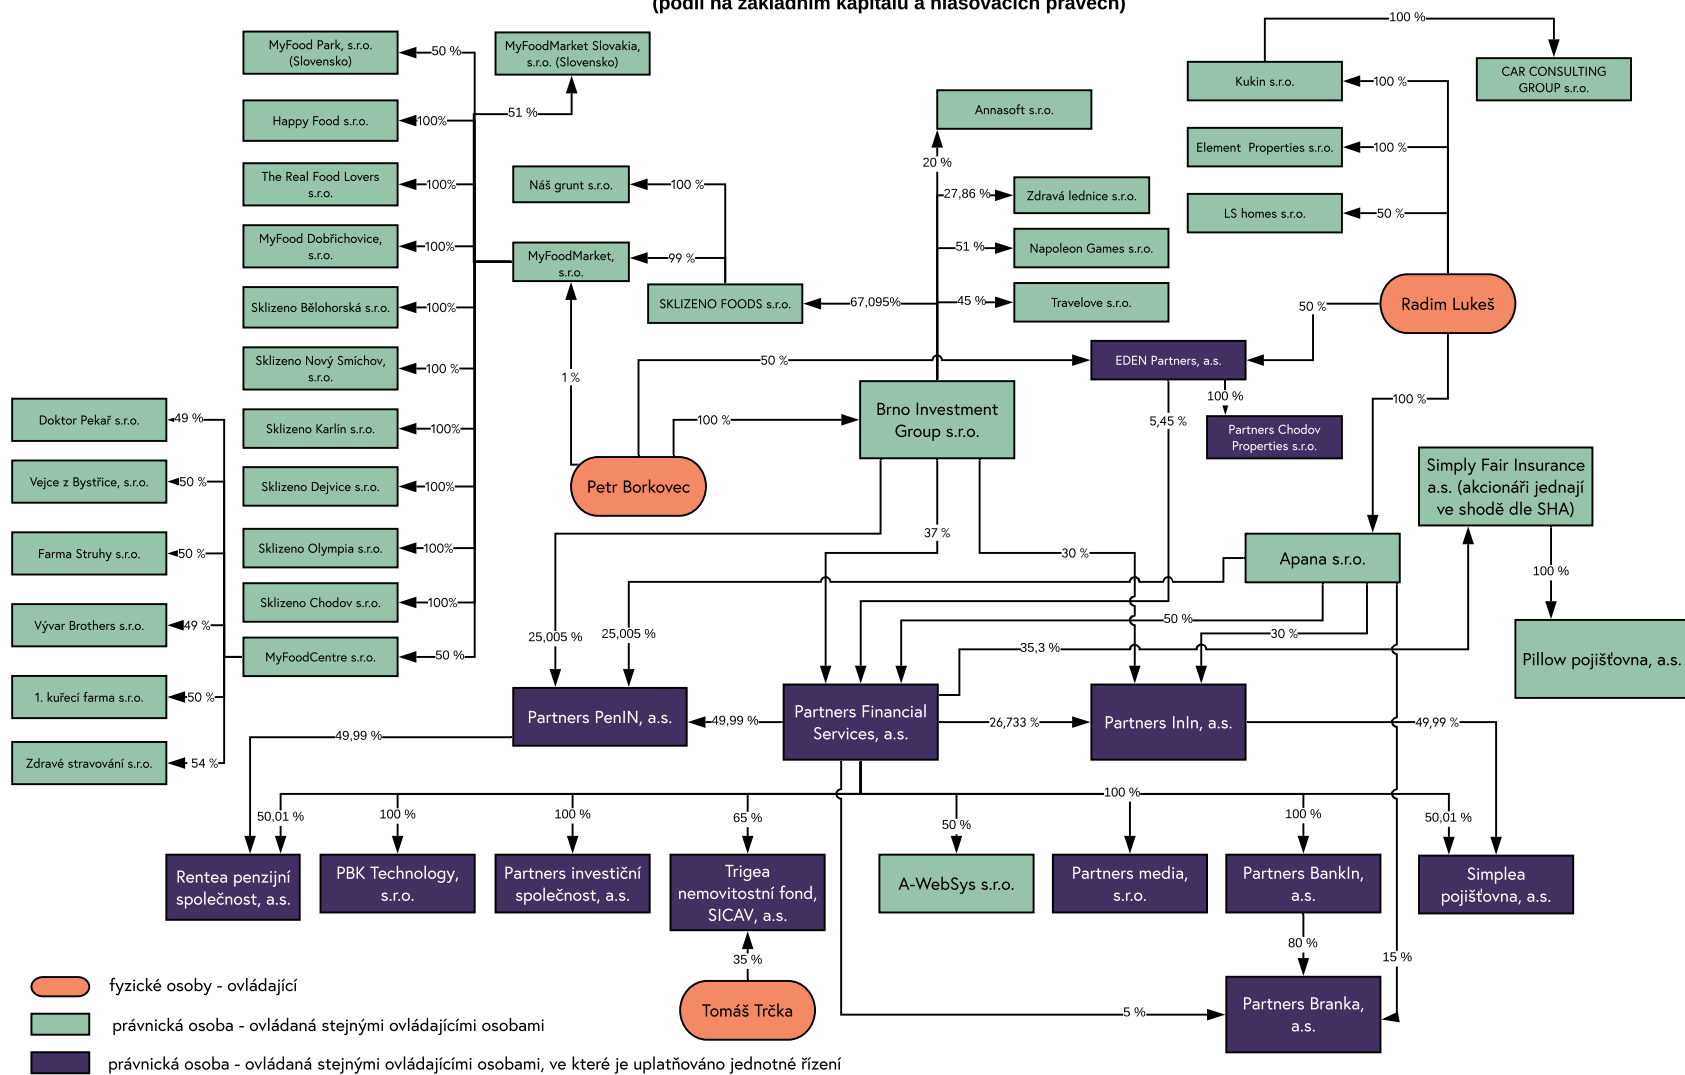 (podíl na základním kapitálu a hlasovacích právech)
100 %
MyFood Park, s.r.o.
(Slovensko)
50 %
MyFoodMarket Slovakia,
s.r.o. (Slovensko)
Kukin s.r.o.
100 %
CAR CONSULTING
GROUP s.r.o.
Happy Food s.r.o.
100%
51 %
Annasoft s.r.o.
20 %
Element  Properties s.r.o.
100 %
The Real Food Lovers
s.r.o.
100%
Náš grunt s.r.o.
100 %
27,86 %
Zdravá lednice s.r.o.
LS homes s.r.o.
50 %
MyFood Dobřichovice,
s.r.o.
100%
MyFoodMarket,
s.r.o.
99 %
51 %
Napoleon Games s.r.o.
Sklizeno Bělohorská s.r.o.
100%
SKLIZENO FOODS s.r.o.
67,095%
45 %
Travelove s.r.o.
50 %
Radim Lukeš
Sklizeno Nový Smíchov,
s.r.o.
100 %
1 %
50 %
EDEN Partners, a.s.
100 %
100 %
Doktor Pekař s.r.o.
49 %
Sklizeno Karlín s.r.o.
100%
100 %
Brno Investment
Group s.r.o.
5,45 %
Partners Chodov
Properties s.r.o.
Vejce z Bystřice, s.r.o.
50 %
Sklizeno Dejvice s.r.o.
100%
Petr Borkovec
Simply Fair Insurance
a.s. (akcionáři jednají
ve shodě dle SHA)
Farma Struhy s.r.o.
50 %
Sklizeno Olympia s.r.o.
100%
37 %
30 %
Apana s.r.o.
100 %
Sklizeno Chodov s.r.o.
100%
Vývar Brothers s.r.o.
49 %
25,005 %
25,005 %
50 %
30 %
MyFoodCentre s.r.o.
50 %
35,3 %
Pillow pojišťovna, a.s.
1. kuřecí farma s.r.o.
50 %
Partners PenIN, a.s.
49,99 %
Partners Financial
Services, a.s.
26,733 %
Partners InIn, a.s.
49,99 %
49,99 %
Zdravé stravování s.r.o.
54 %
50,01 %
100 %
100 %
65 %
50 %
100 %
100 %
50,01 %
Rentea penzijní
společnost, a.s.
PBK Technology,
s.r.o.
Partners investiční
společnost, a.s.
Trigea
nemovitostní fond,
SICAV, a.s.
A-WebSys s.r.o.
Partners media,
s.r.o.
Partners BankIn,
a.s.
Simplea
pojišťovna, a.s.
35 %
80 %
15 %
fyzické osoby - ovládající
Tomáš Trčka
5 %
Partners Branka,
a.s.
právnická osoba - ovládaná stejnými ovládajícími osobami
právnická osoba - ovládaná stejnými ovládajícími osobami, ve které je uplatňováno jednotné řízení